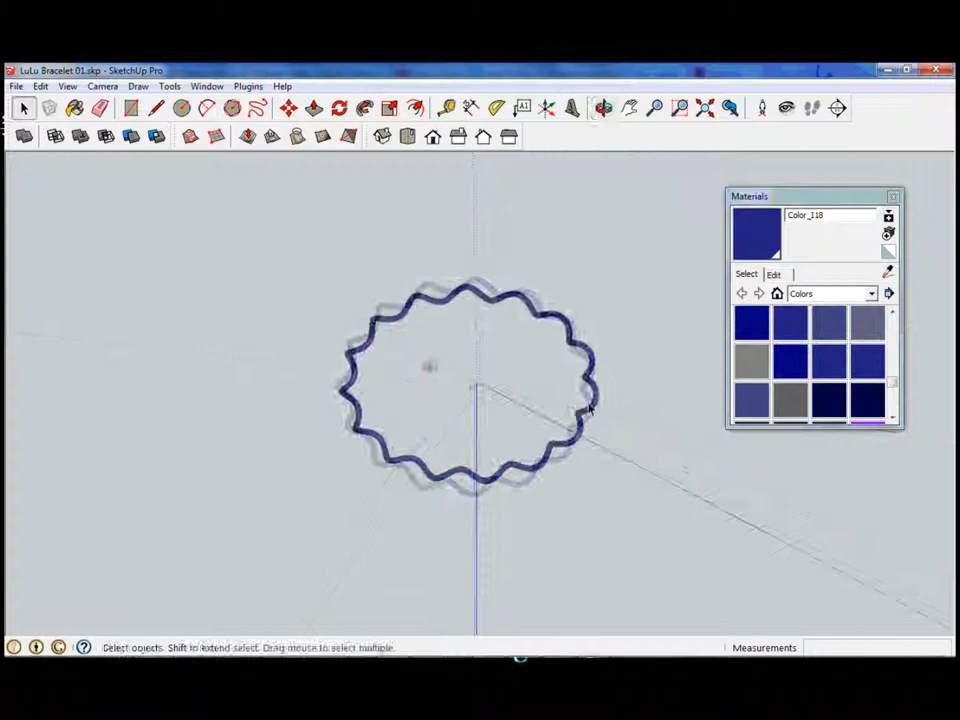 LuLu Bracelet 01.skp - SketchUp Pro
File Edit View Camera Draw Tools Window Plugins Help
A1
Materials
Color_I18
Select Edit
Colors
Select objects. Shift to extend select. Drag mouse to select multiple.
Measurements